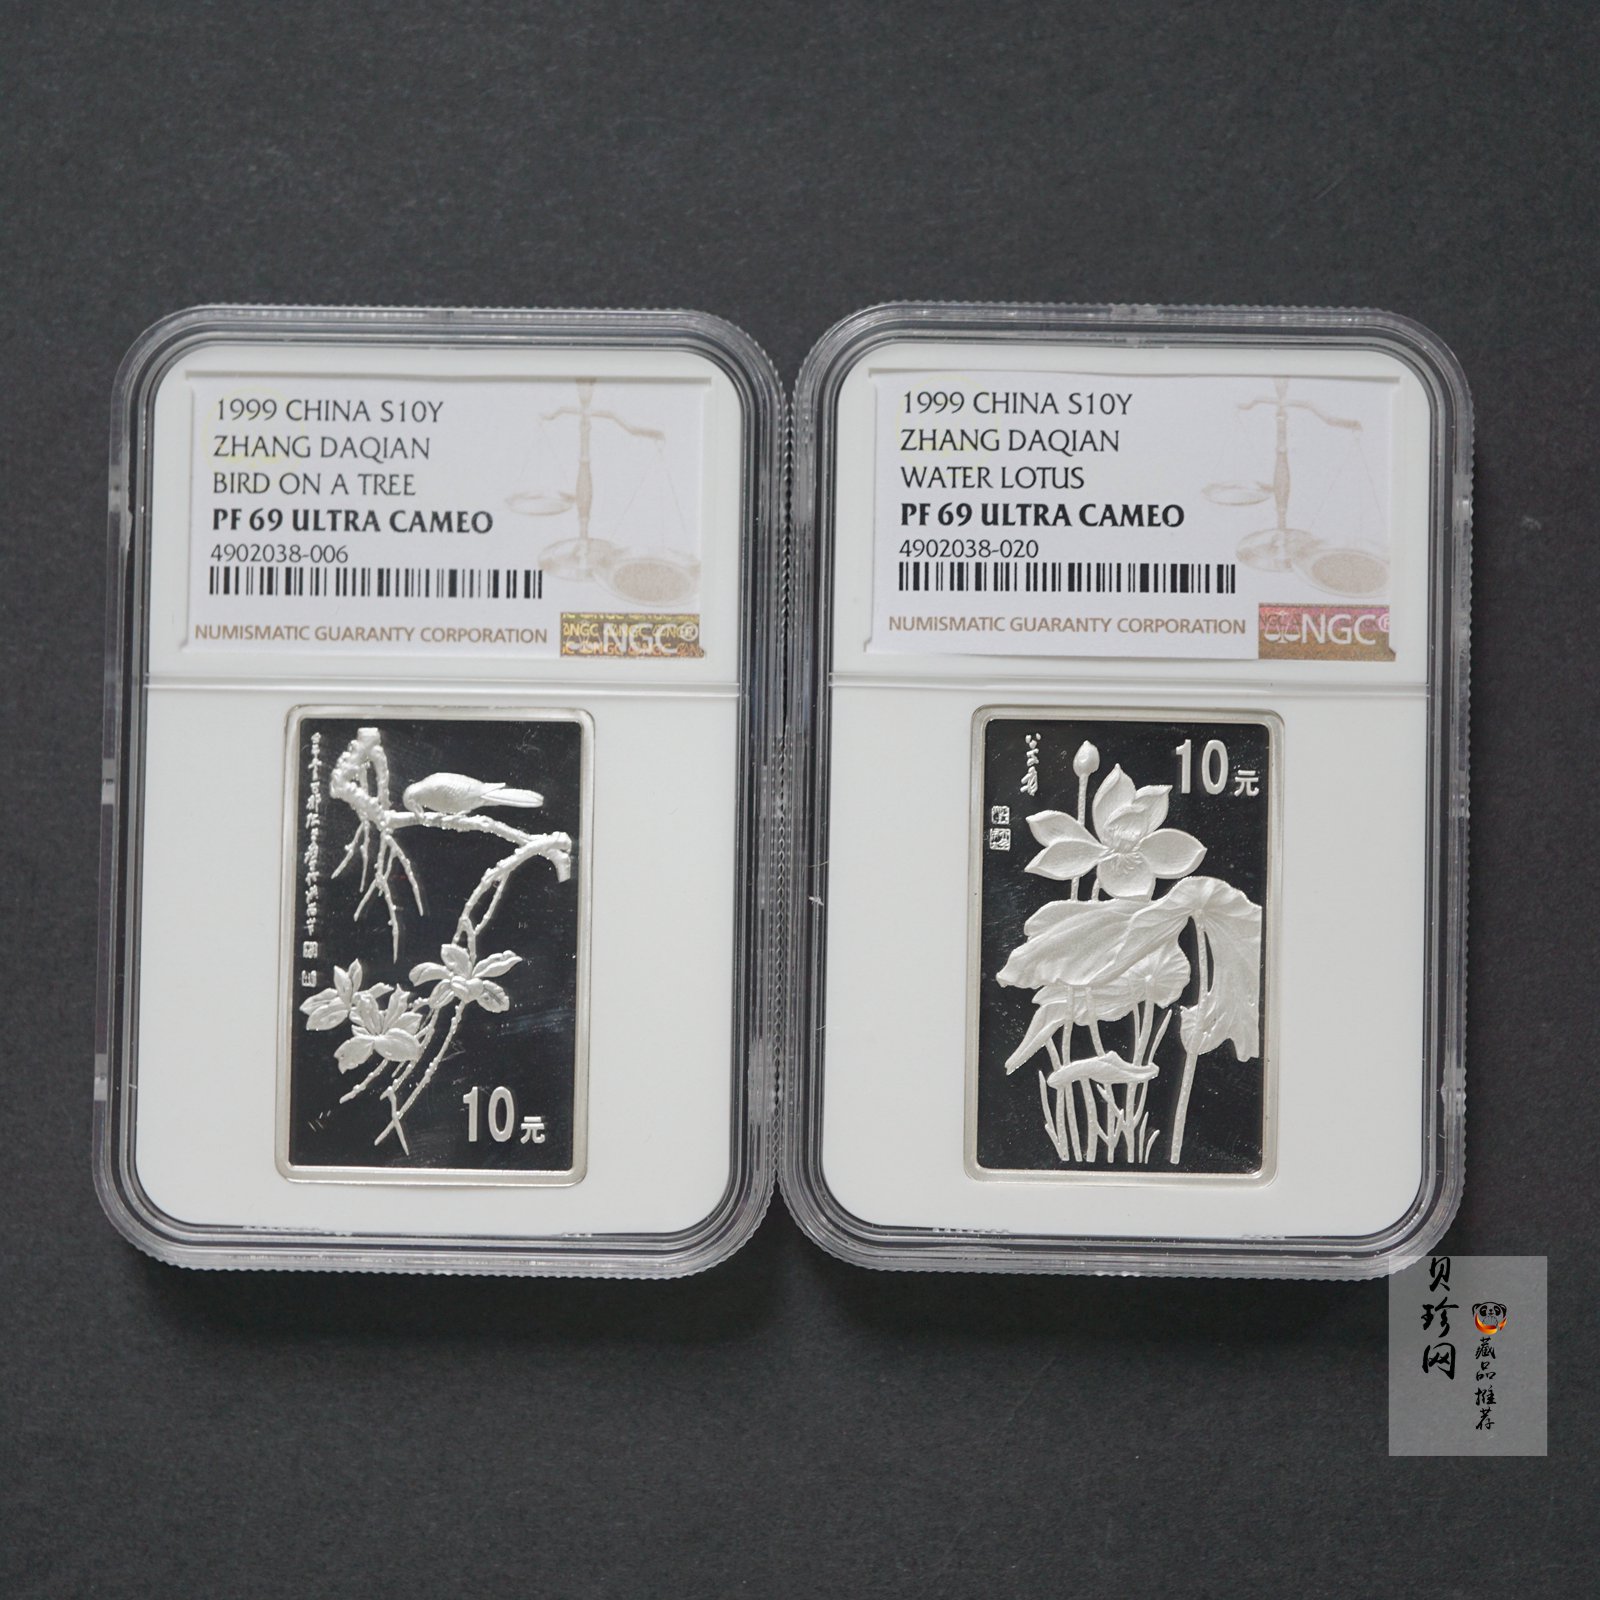 1999 CHINA S10Y
ZHANG DAQIAN
BIRD ON A TREE
PF 69 ULTRA CAMEO
4902038-006
NUMISMATIC GUARANTY CORPORATION
NGC®
10元
1999 CHINA S10Y
ZHANG DAQIAN
WATER LOTUS
PF 69 ULTRA CAMEO
4902038-020
NUMISMATIC GUARANTY CORPORATION
NGC®
10元
贝珍网
藏品推荐